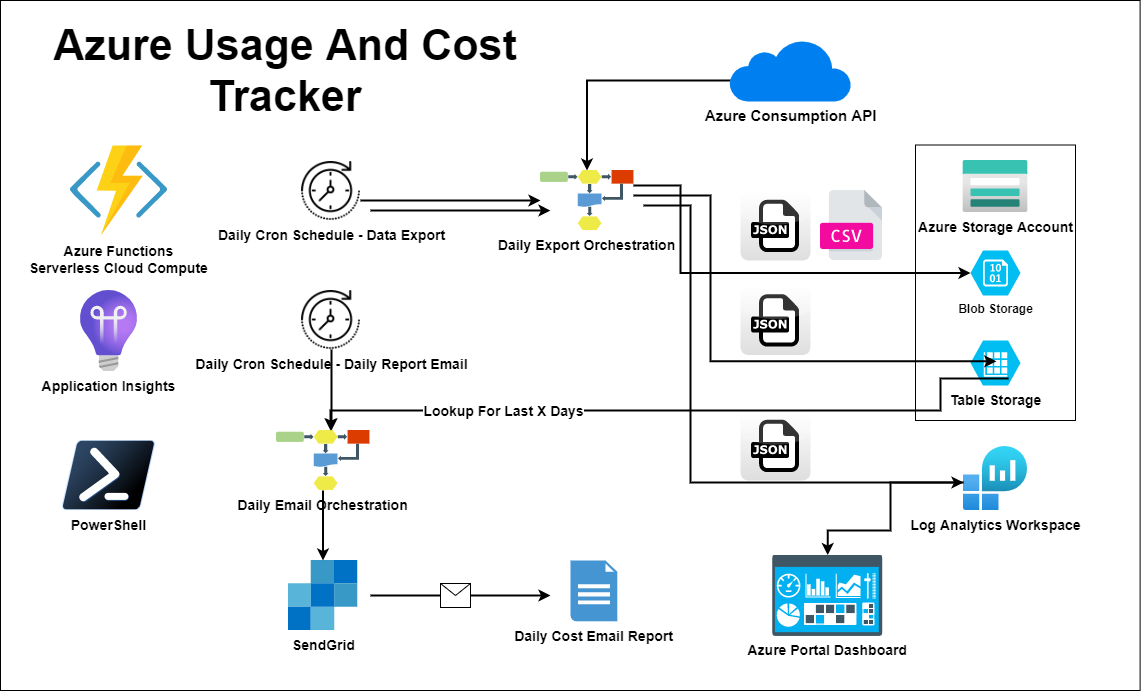 Azure Usage And Cost
Tracker
Azure Consumption API
Azure Functions
Serverless Cloud Compute
Daily Cron Schedule - Data Export
Daily Export Orchestration
JSON
CSV
Azure Storage Account
10
01
Blob Storage
Application Insights
Daily Cron Schedule - Daily Report Email
JSON
Table Storage
Lookup For Last X Days
JSON
PowerShell
Daily Email Orchestration
Log Analytics Workspace
SendGrid
Daily Cost Email Report
Azure Portal Dashboard